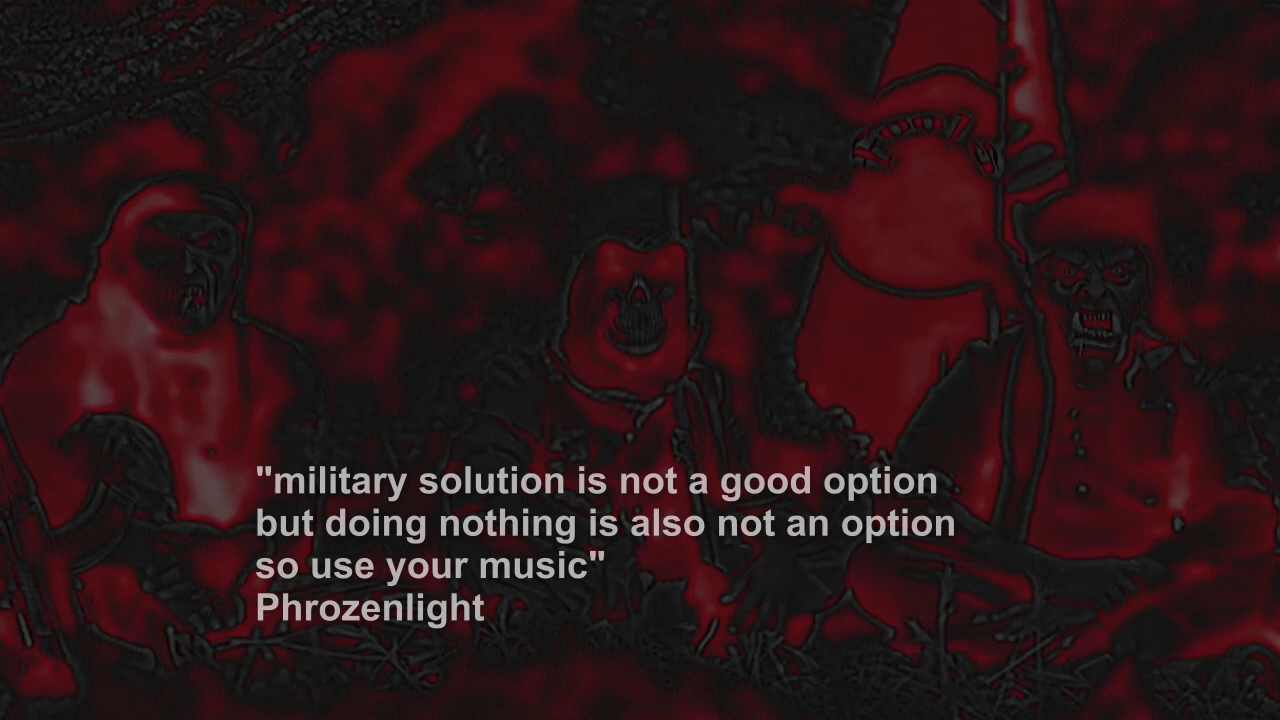 "military solution is not a good option
but doing nothing is also not an option
so use your music"
Phrozenlight